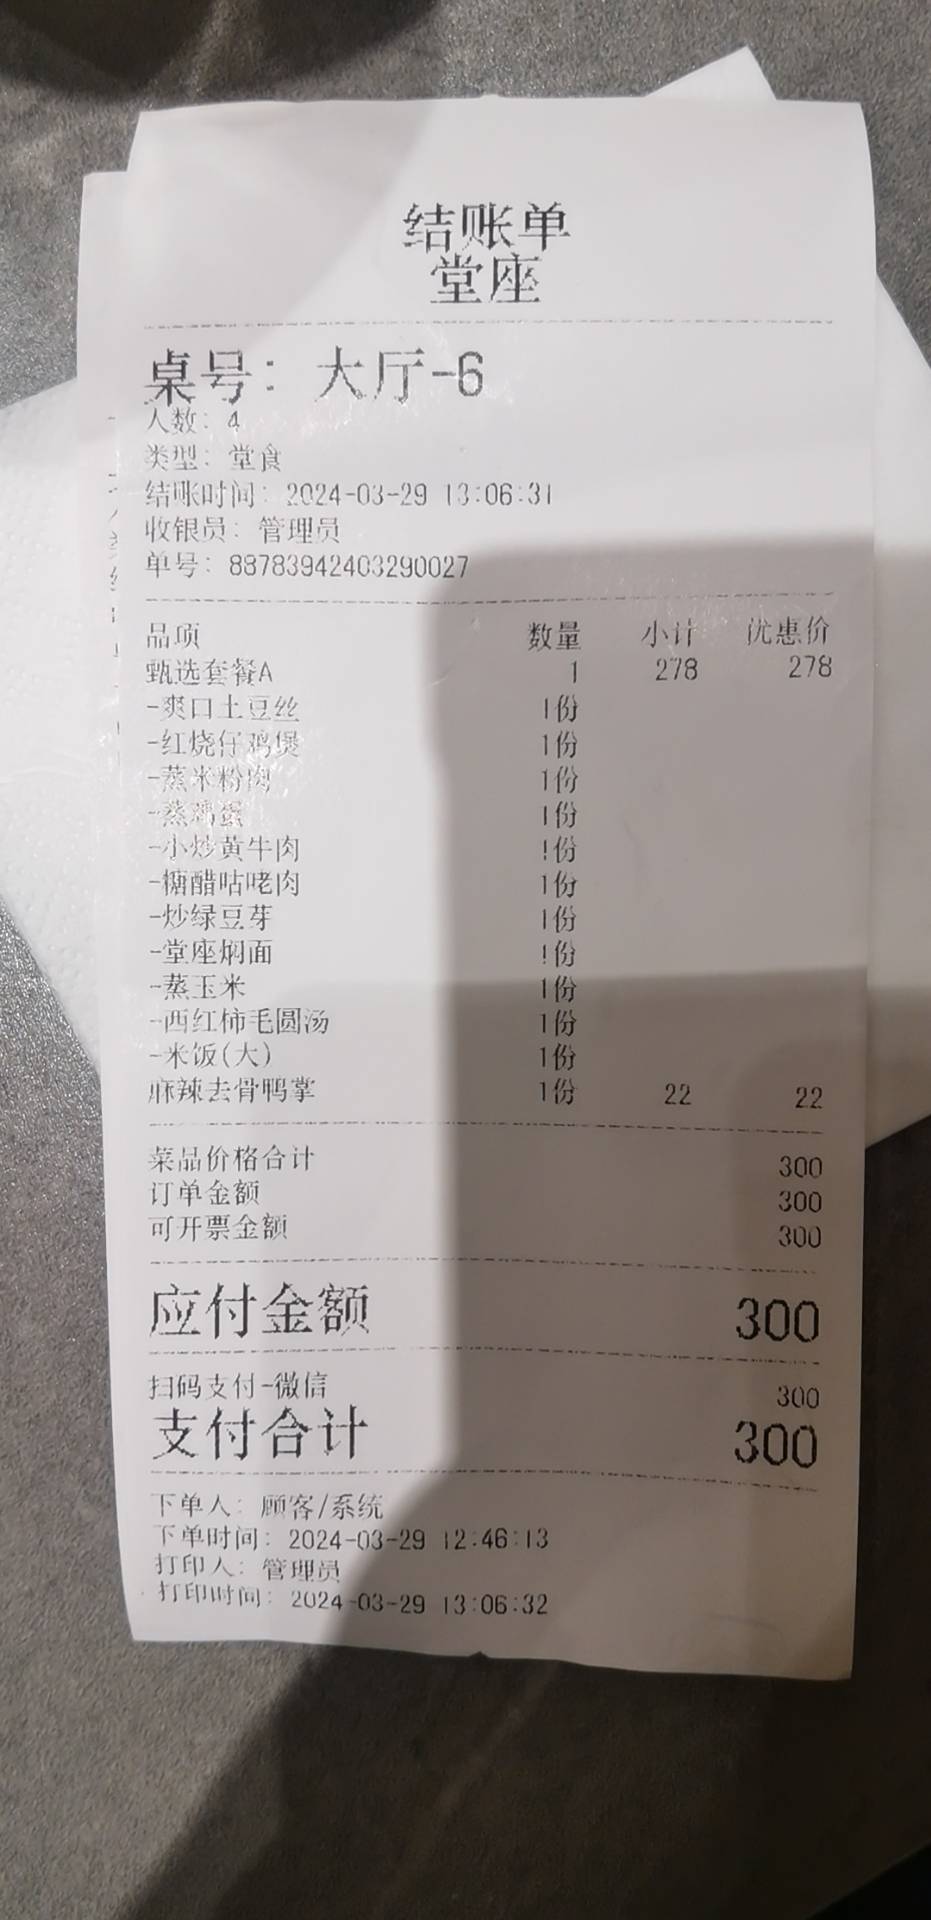 结账单
堂座
桌号: 大厅-6
人数: 4
类型: 堂食
结账时间: 2024-03-29 13:06:31
收银员: 管理员
单号: 88783942403290027
品项 数量 小计 优惠价
甄选套餐A 1 278 278
-爽口土豆丝 1份
-红烧仔鸡煲 1份
-蒸米粉肉 1份
-蒸鸡蛋 1份
-小炒黄牛肉 1份
-糖醋咕咾肉 1份
-炒绿豆芽 1份
-堂座焖面 1份
-蒸玉米 1份
-西红柿毛圆汤 1份
-米饭(大) 1份
麻辣去骨鸭掌 1份 22 22
菜品价格合计 300
订单金额 300
可开票金额 300
应付金额 300
扫码支付-微信 300
支付合计 300
下单人: 顾客/系统
下单时间: 2024-03-29 12:46:13
打印人: 管理员
打印时间: 2024-03-29 13:06:32